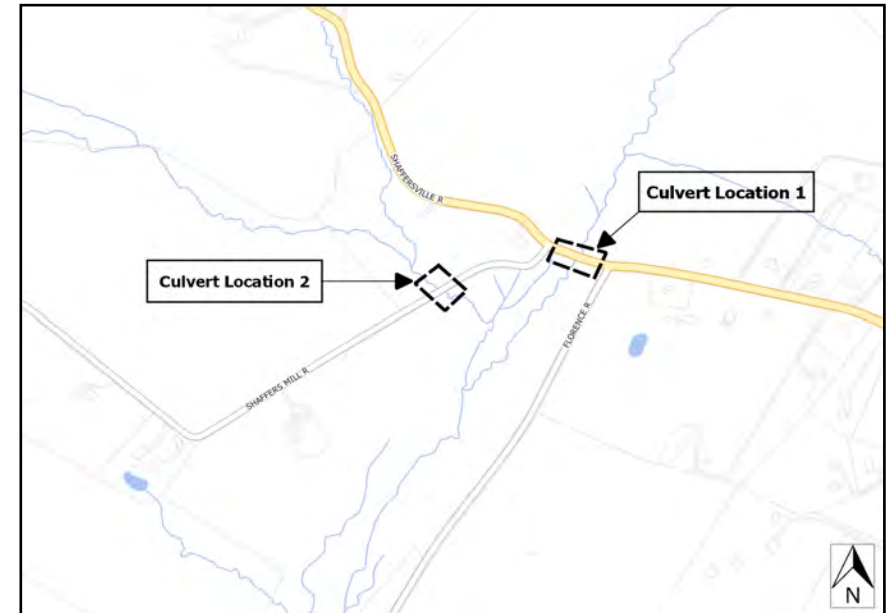 SHAFFERSVILLE R
Culvert Location 1
Culvert Location 2
FLORENCE R
SHAFFERS MILL R
N